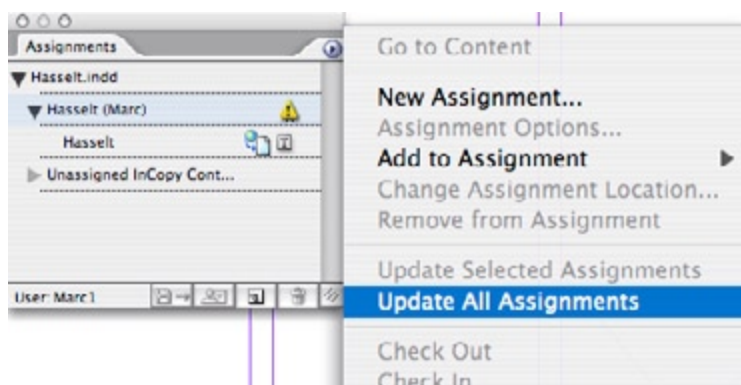 Assignments
Hasselt.indd
Hasselt (Marc)
Hasselt
Unassigned InCopy Cont...
User: Marc1
Go to Content
New Assignment...
Assignment Options...
Add to Assignment
Change Assignment Location...
Remove from Assignment
Update Selected Assignments
Update All Assignments
Check Out
Check In